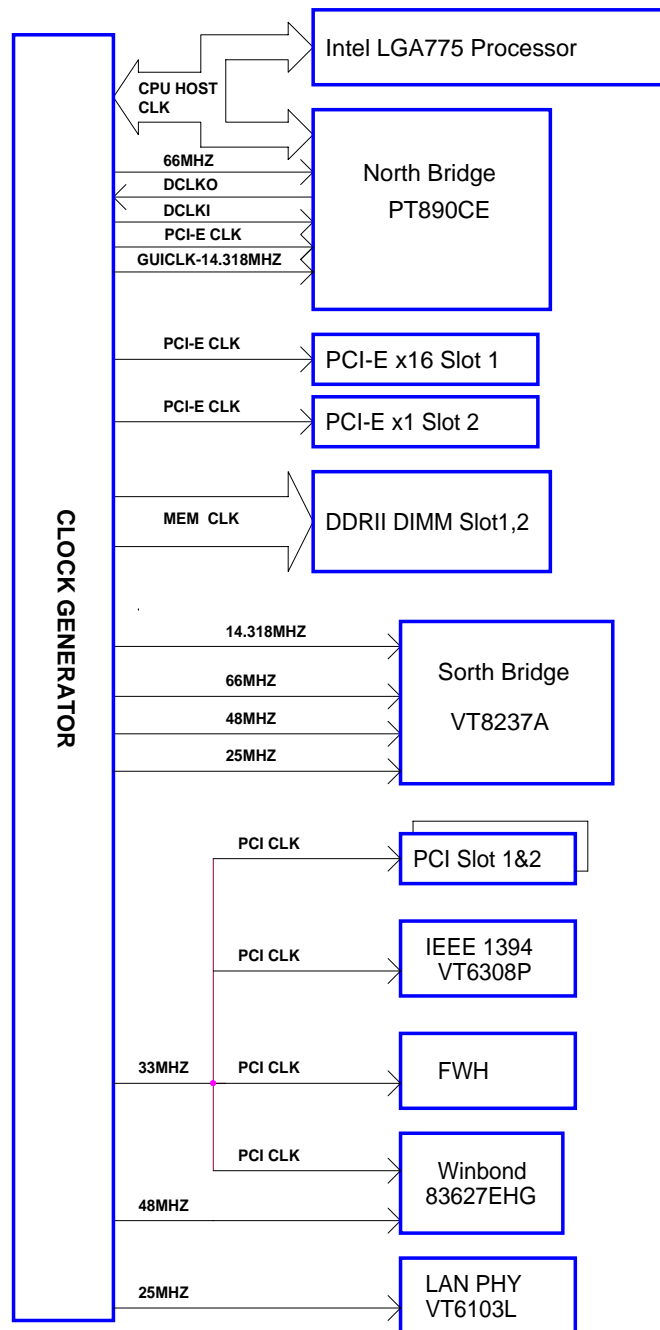 Intel LGA775 Processor
CPU HOST
CLK
66MHZ
DCLKO
DCLKI
PCI-E CLK
GUICLK-14.318MHZ
North Bridge
PT890CE
PCI-E CLK
PCI-E x16 Slot 1
PCI-E CLK
PCI-E x1 Slot 2
MEM CLK
DDRII DIMM Slot1,2
CLOCK GENERATOR
14.318MHZ
66MHZ
48MHZ
25MHZ
Sorth Bridge
VT8237A
PCI CLK
PCI Slot 1&2
PCI CLK
IEEE 1394
VT6308P
33MHZ
PCI CLK
FWH
PCI CLK
Winbond
83627EHG
48MHZ
25MHZ
LAN PHY
VT6103L